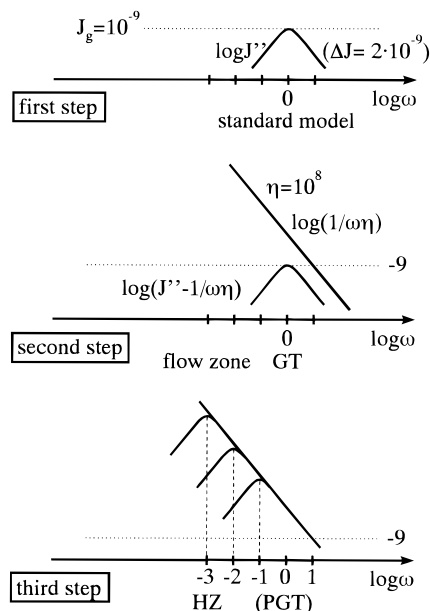 J_g=10⁻⁹
logJ’’
(ΔJ= 2·10⁻⁹)
0
logω
first step
standard model
η=10⁸
log(1/ωη)
-9
log(J’’-1/ωη)
0
logω
second step
flow zone GT
-9
-3 -2 -1 0 1
logω
third step
HZ (PGT)